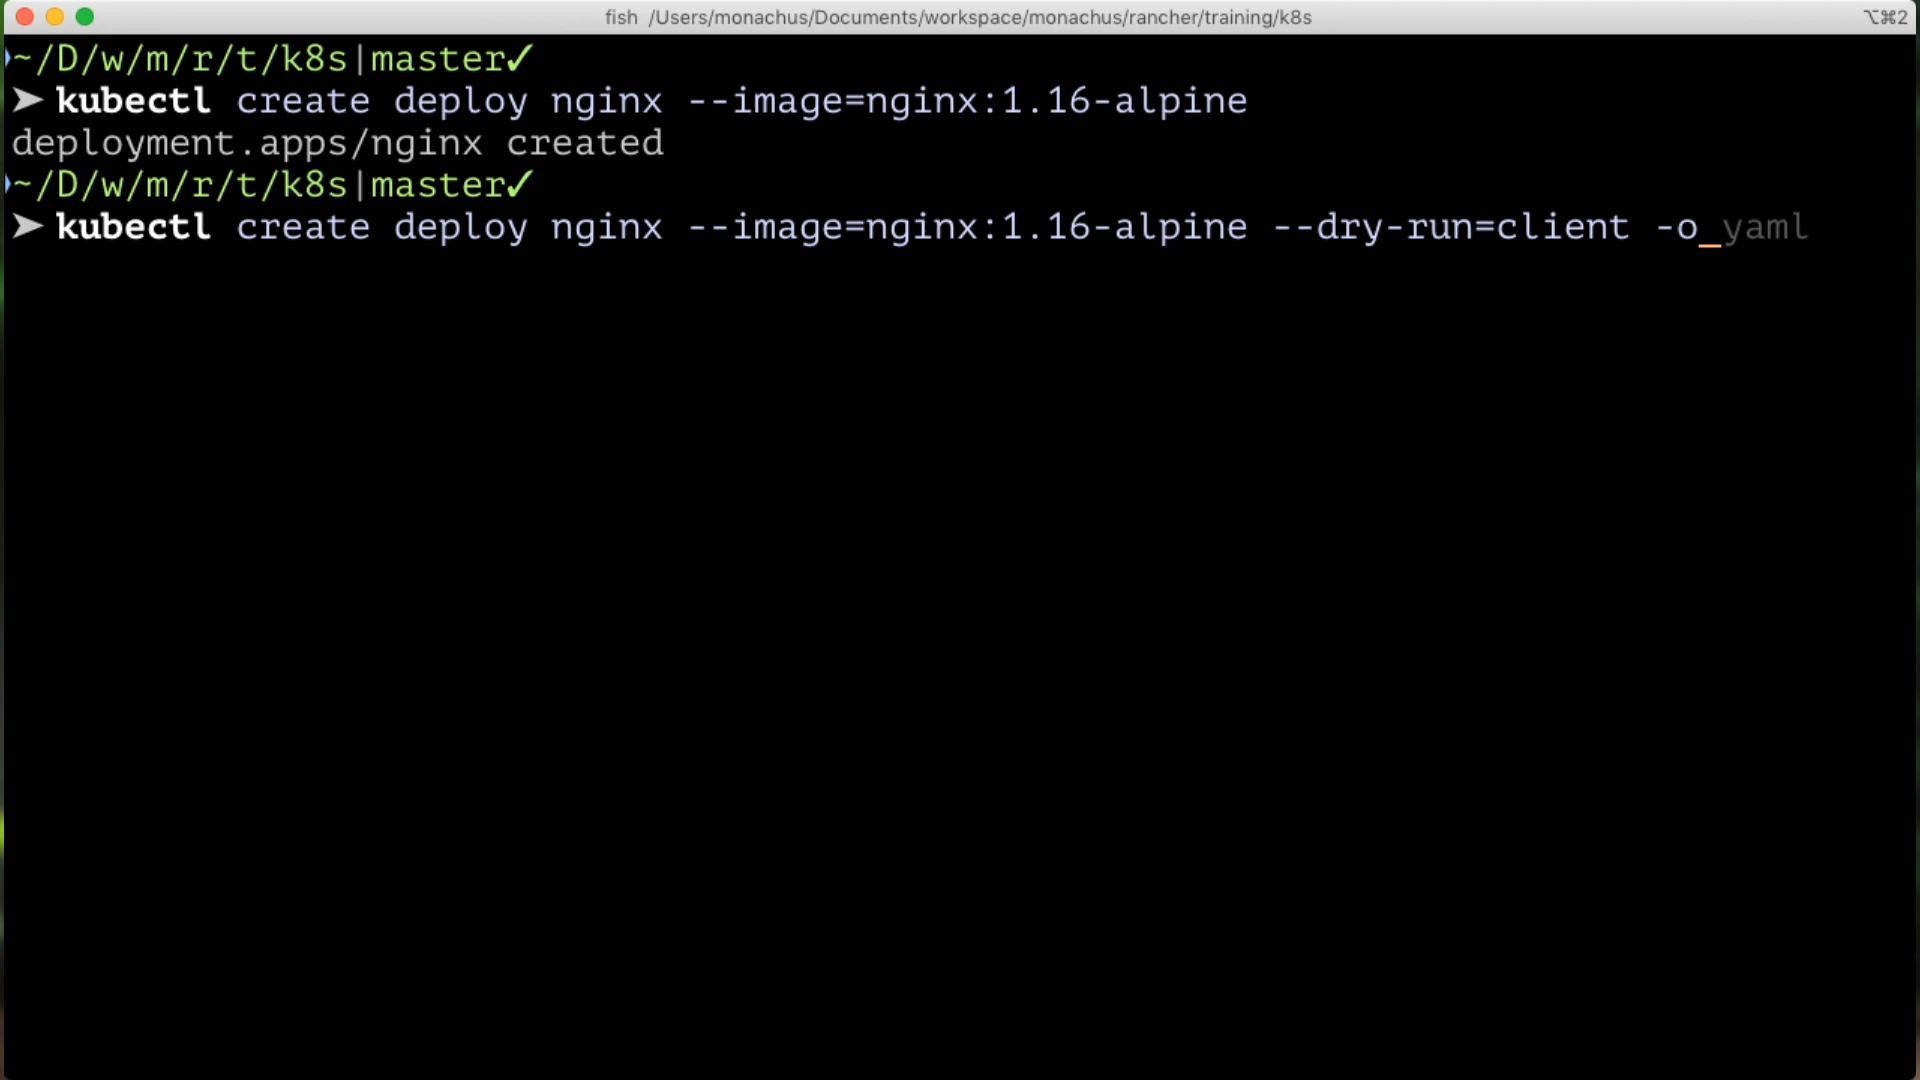 fish /Users/monachus/Documents/workspace/monachus/rancher/training/k8s ⌥⌘2
~/D/w/m/r/t/k8s|master✓
➤ kubectl create deploy nginx --image=nginx:1.16-alpine
deployment.apps/nginx created
~/D/w/m/r/t/k8s|master✓
➤ kubectl create deploy nginx --image=nginx:1.16-alpine --dry-run=client -o_yaml